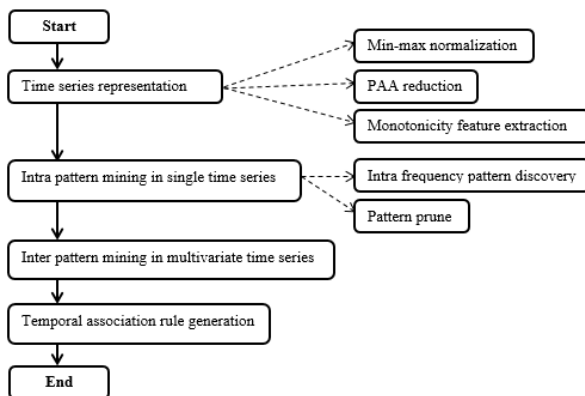 Start
Min-max normalization
Time series representation
PAA reduction
Monotonicity feature extraction
Intra pattern mining in single time series
Intra frequency pattern discovery
Pattern prune
Inter pattern mining in multivariate time series
Temporal association rule generation
End